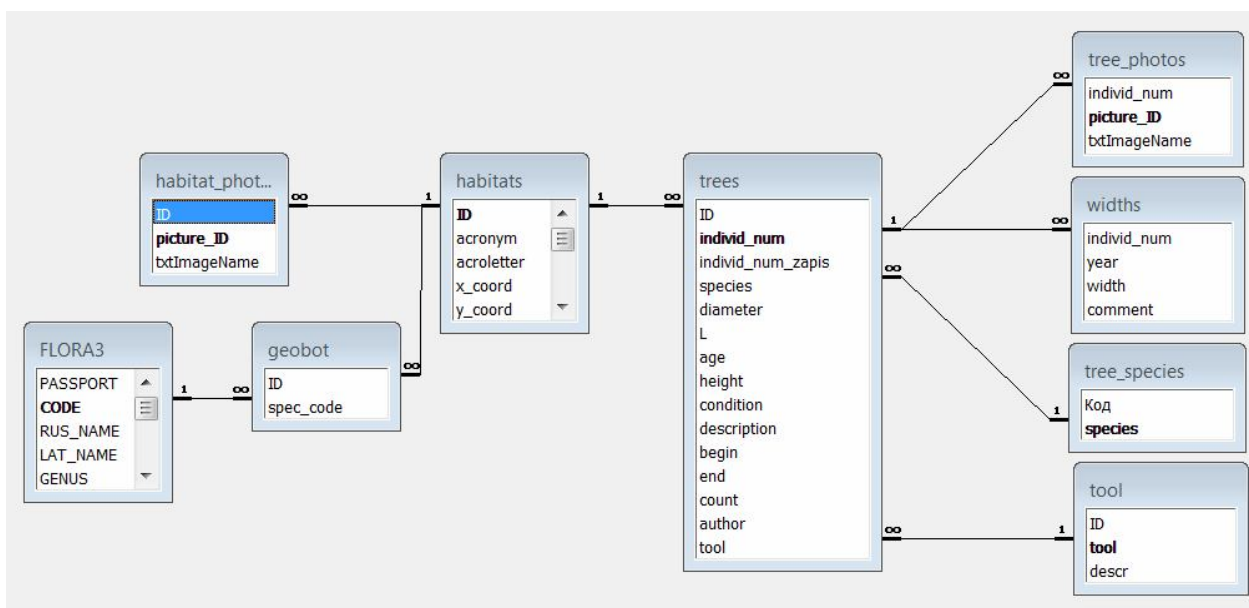 habitat_phot...
ID
picture_ID
txtImageName
FLORA3
PASSPORT
CODE
RUS_NAME
LAT_NAME
GENUS
geobot
ID
spec_code
habitats
ID
acronym
acroletter
x_coord
y_coord
trees
ID
individ_num
individ_num_zapis
species
diameter
L
age
height
condition
description
begin
end
count
author
tool
tree_photos
individ_num
picture_ID
txtImageName
widths
individ_num
year
width
comment
tree_species
Код
species
tool
ID
tool
descr
∞ 1
1 ∞
∞
1 ∞
1 ∞
∞
∞ 1
∞ 1